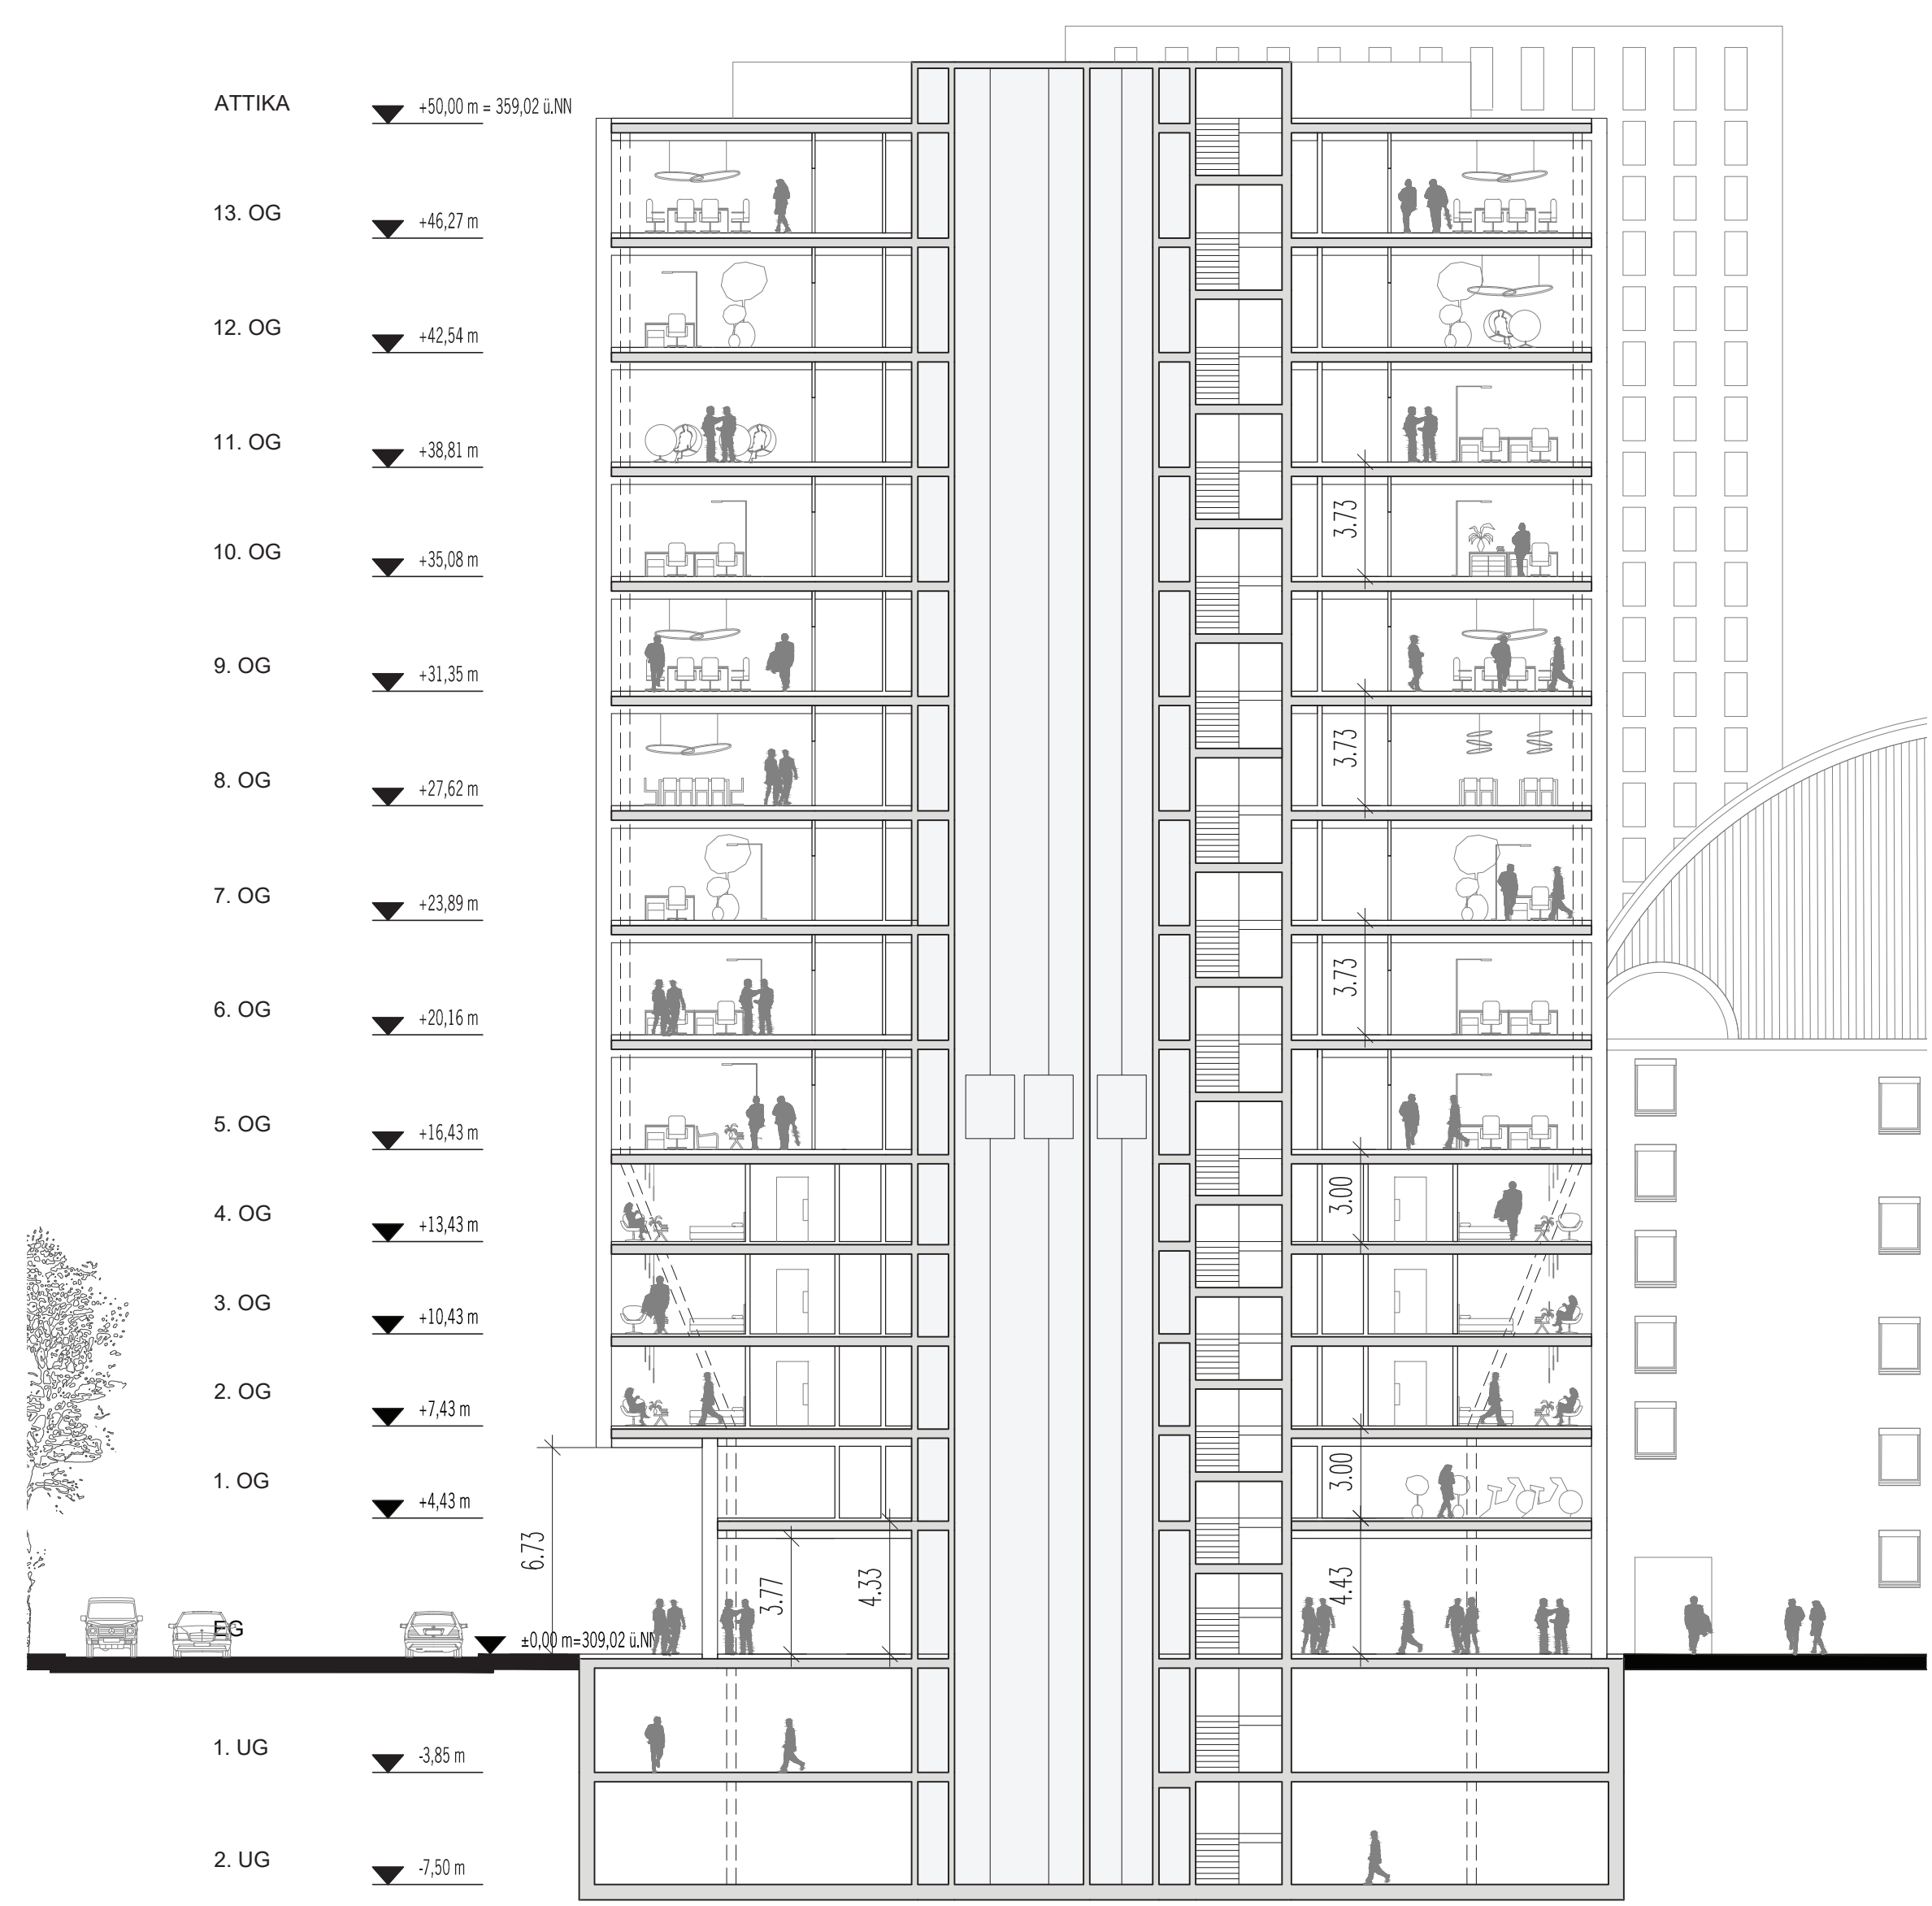 ATTIKA +50,00 m = 359,02 ü.NN
13. OG +46,27 m
12. OG +42,54 m
11. OG +38,81 m
3.73
10. OG +35,08 m
9. OG +31,35 m
3.73
8. OG +27,62 m
7. OG +23,89 m
3.73
6. OG +20,16 m
5. OG +16,43 m
3.00
4. OG +13,43 m
3. OG +10,43 m
2. OG +7,43 m
3.00
1. OG +4,43 m
6.73
3.77
4.33
4.43
EG ±0,00 m=309,02 ü.NN
1. UG -3,85 m
2. UG -7,50 m